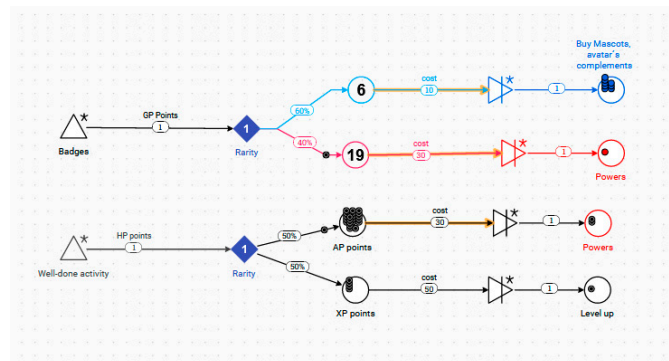 Buy Mascots,
avatar's
complements
cost
6
10
1
GP Points
60%
1
1
Badges
Rarity
40%
19
cost
30
1
Powers
HP points
1
1
Well-done activity
Rarity
50%
AP points
cost
30
1
Powers
50%
XP points
cost
50
1
Level up